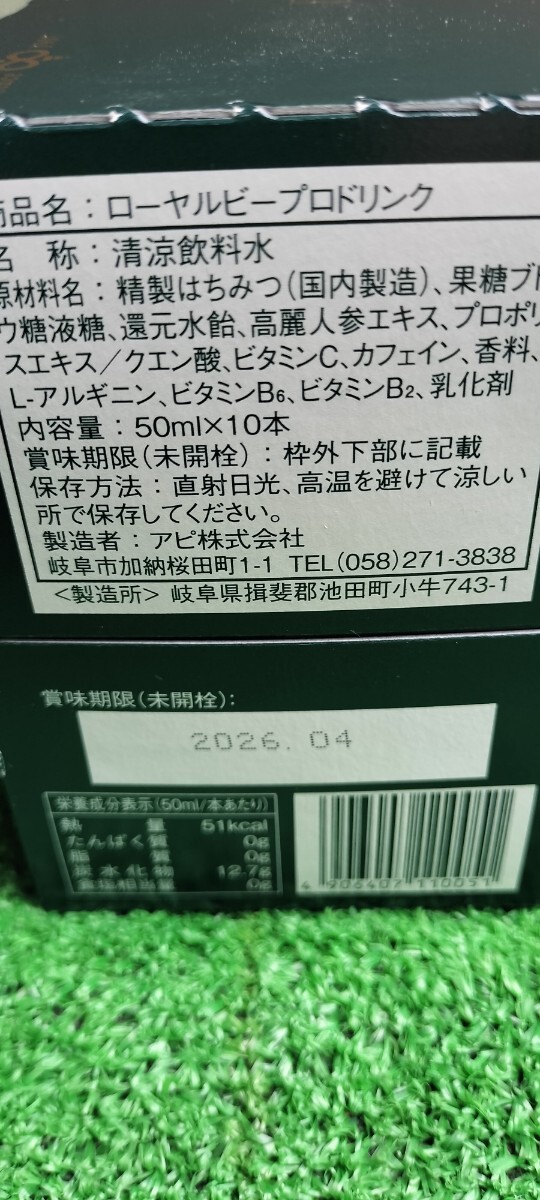 商品名：ローヤルビープロドリンク
名　称：清涼飲料水
原材料名：精製はちみつ（国内製造）、果糖ブド
ウ糖液糖、還元水飴、高麗人参エキス、プロポリ
スエキス／クエン酸、ビタミンC、カフェイン、香料、
L-アルギニン、ビタミンB6、ビタミンB2、乳化剤
内容量：50ml×10本
賞味期限（未開栓）：枠外下部に記載
保存方法：直射日光、高温を避けて涼しい
所で保存してください。
製造者：アピ株式会社
岐阜市加納桜田町1-1 TEL(058)271-3838
＜製造所＞ 岐阜県揖斐郡池田町小牛743-1
賞味期限（未開栓）：
2026. 04
栄養成分表示（50ml/本あたり）
熱量 51kcal
たんぱく質 0g
脂質 0g
炭水化物 12.7g
食塩相当量 0g
4 906407 110051